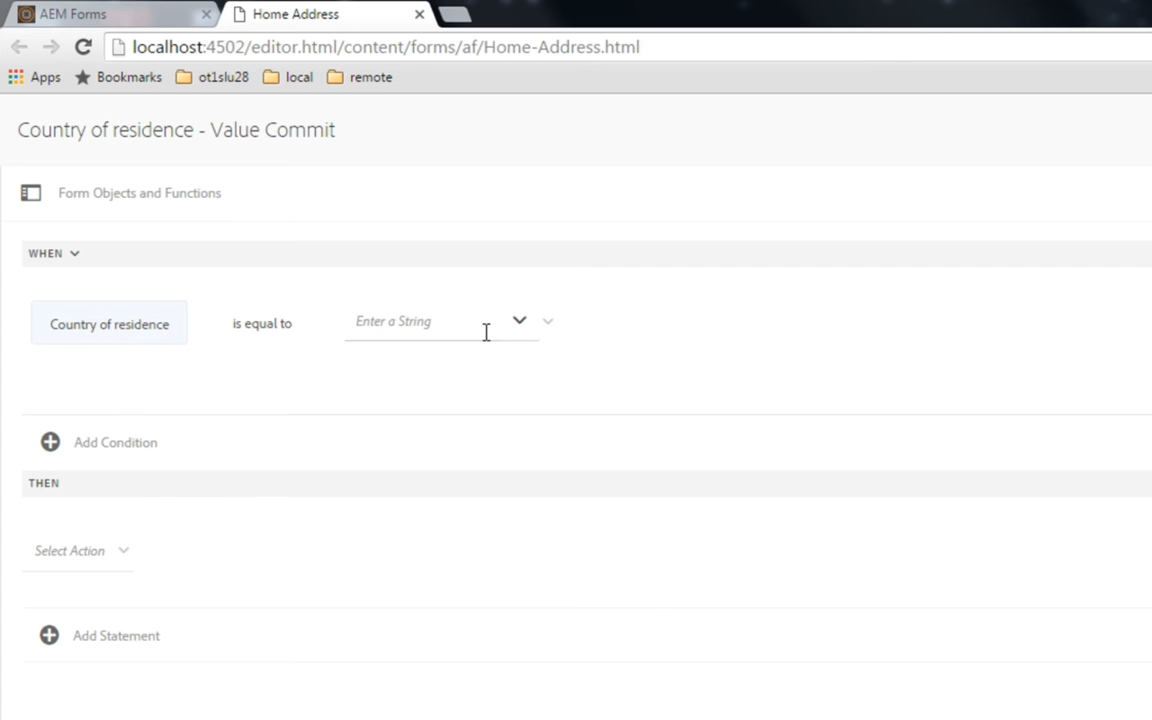 AEM Forms
Home Address
localhost:4502/editor.html/content/forms/af/Home-Address.html
Apps Bookmarks ot1slu28 local remote
Country of residence - Value Commit
Form Objects and Functions
WHEN
Country of residence is equal to Enter a String
Add Condition
THEN
Select Action
Add Statement